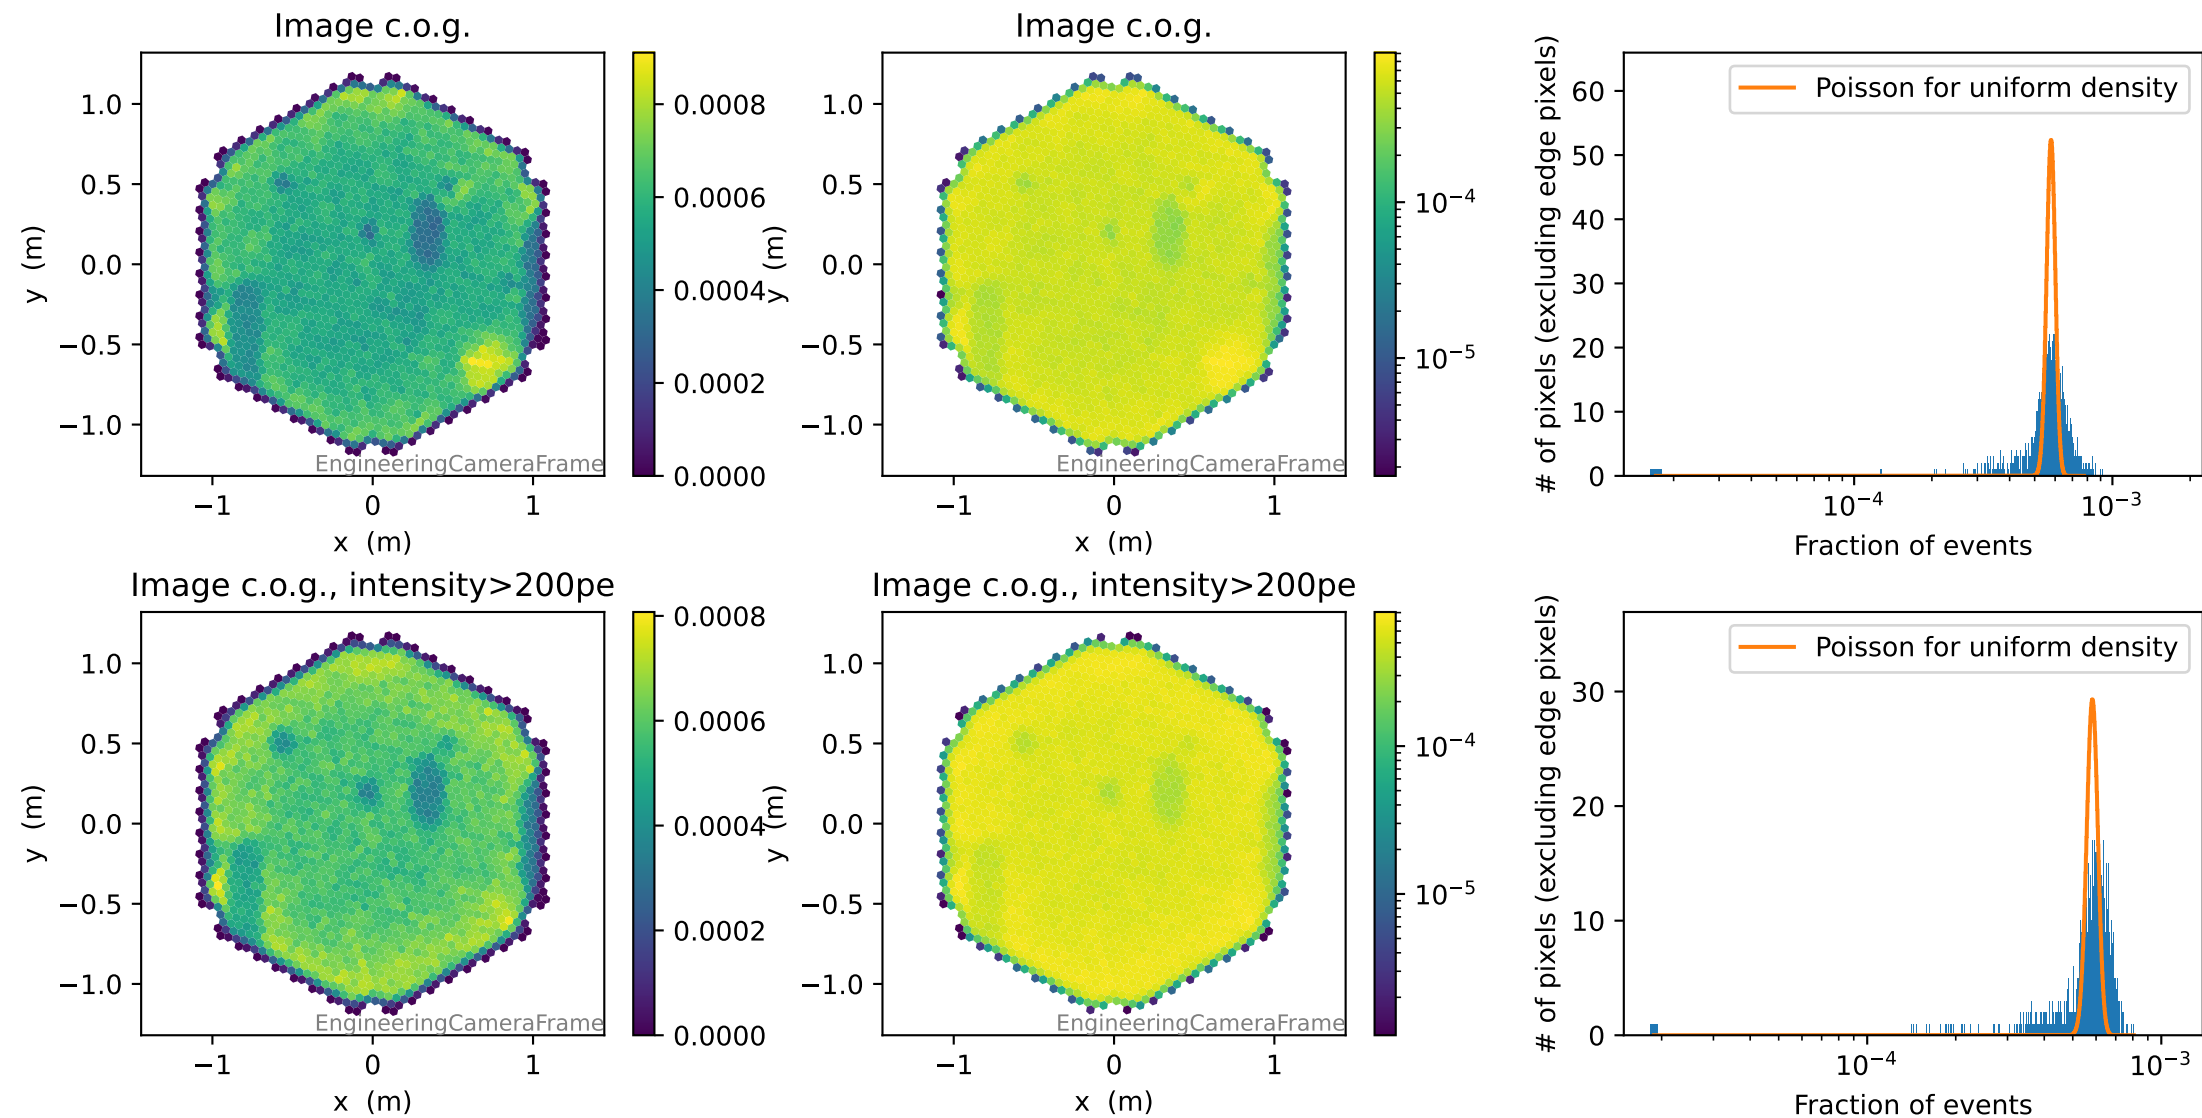 Image c.o.g.
1.0
0.5
0.0
−0.5
−1.0
y (m)
−1
0
1
x (m)
EngineeringCameraFrame
0.0008
0.0006
0.0004
0.0002
0.0000
Image c.o.g.
1.0
0.5
0.0
−0.5
−1.0
y (m)
−1
0
1
x (m)
EngineeringCameraFrame
10⁻⁴
10⁻⁵
Poisson for uniform density
60
50
40
30
20
10
0
# of pixels (excluding edge pixels)
10⁻⁴
10⁻³
Fraction of events
Image c.o.g., intensity>200pe
1.0
0.5
0.0
−0.5
−1.0
y (m)
−1
0
1
x (m)
EngineeringCameraFrame
0.0008
0.0006
0.0004
0.0002
0.0000
Image c.o.g., intensity>200pe
1.0
0.5
0.0
−0.5
−1.0
y (m)
−1
0
1
x (m)
EngineeringCameraFrame
10⁻⁴
10⁻⁵
Poisson for uniform density
30
20
10
0
# of pixels (excluding edge pixels)
10⁻⁴
10⁻³
Fraction of events